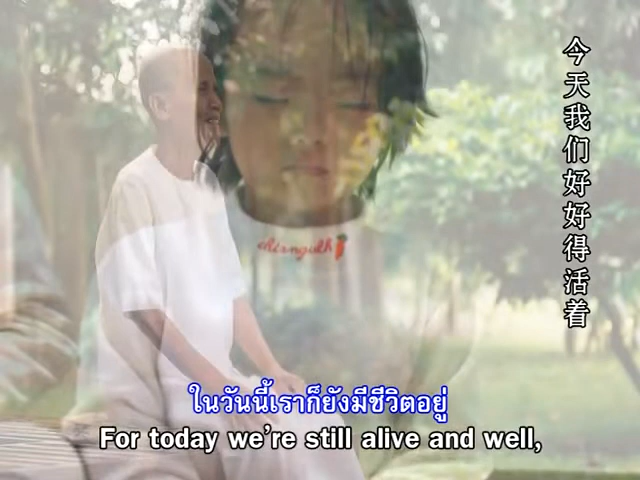 今天我们好好得活着
ในวันนี้เราก็ยังมีชีวิตอยู่
For today we're still alive and well,